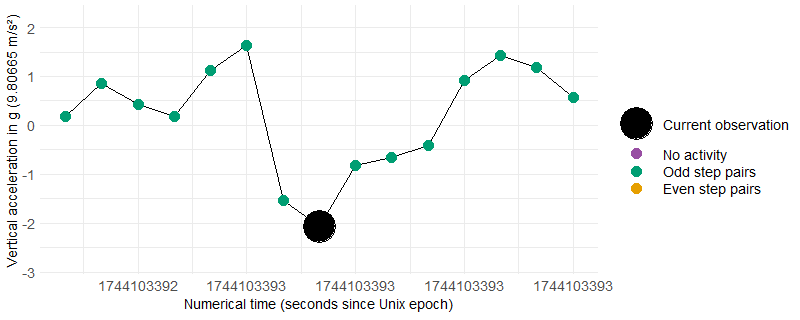 Vertical acceleration in g (9.80665 m/s²)
2
1
0
-1
-2
-3
1744103392 1744103393 1744103393 1744103393 1744103393
Numerical time (seconds since Unix epoch)
Current observation
No activity
Odd step pairs
Even step pairs